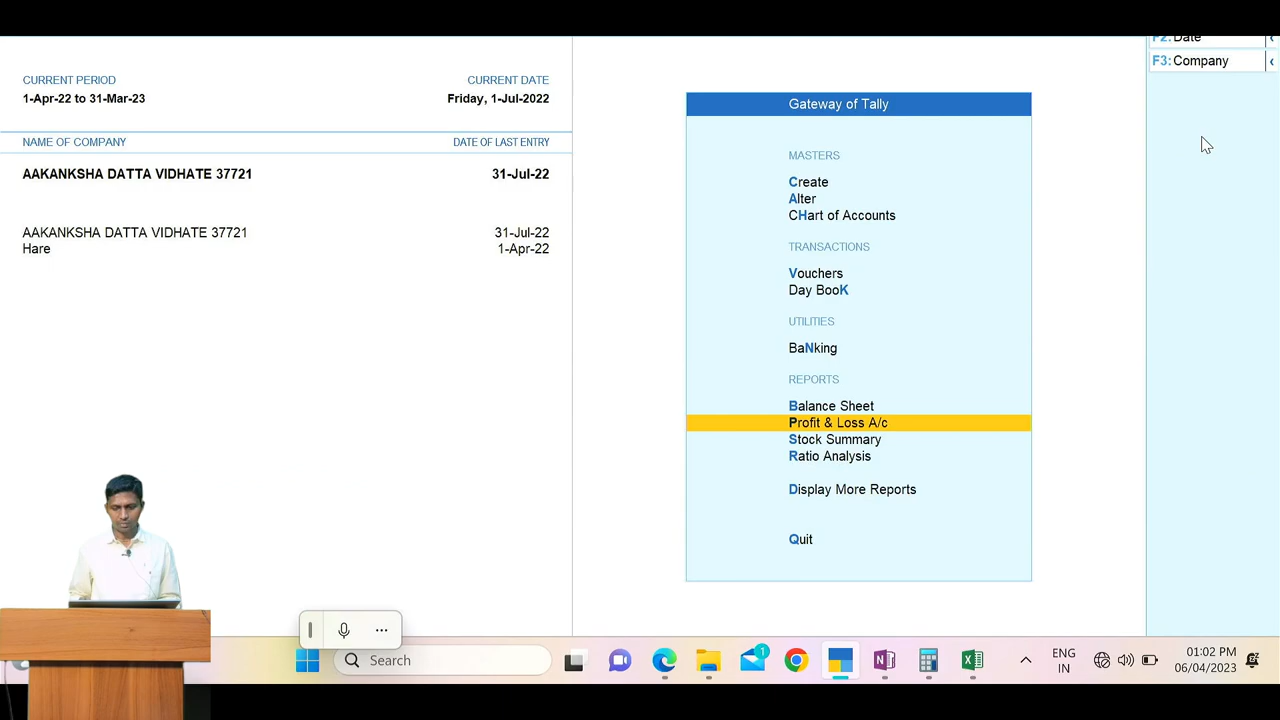 F2: Date
F3: Company
CURRENT PERIOD CURRENT DATE
1-Apr-22 to 31-Mar-23 Friday, 1-Jul-2022
NAME OF COMPANY DATE OF LAST ENTRY
AAKANKSHA DATTA VIDHATE 37721 31-Jul-22
AAKANKSHA DATTA VIDHATE 37721 31-Jul-22
Hare 1-Apr-22
Gateway of Tally
MASTERS
Create
Alter
CHart of Accounts
TRANSACTIONS
Vouchers
Day BooK
UTILITIES
BaNking
REPORTS
Balance Sheet
Profit & Loss A/c
Stock Summary
Ratio Analysis
Display More Reports
Quit
Search
1
ENG
IN
01:02 PM
06/04/2023